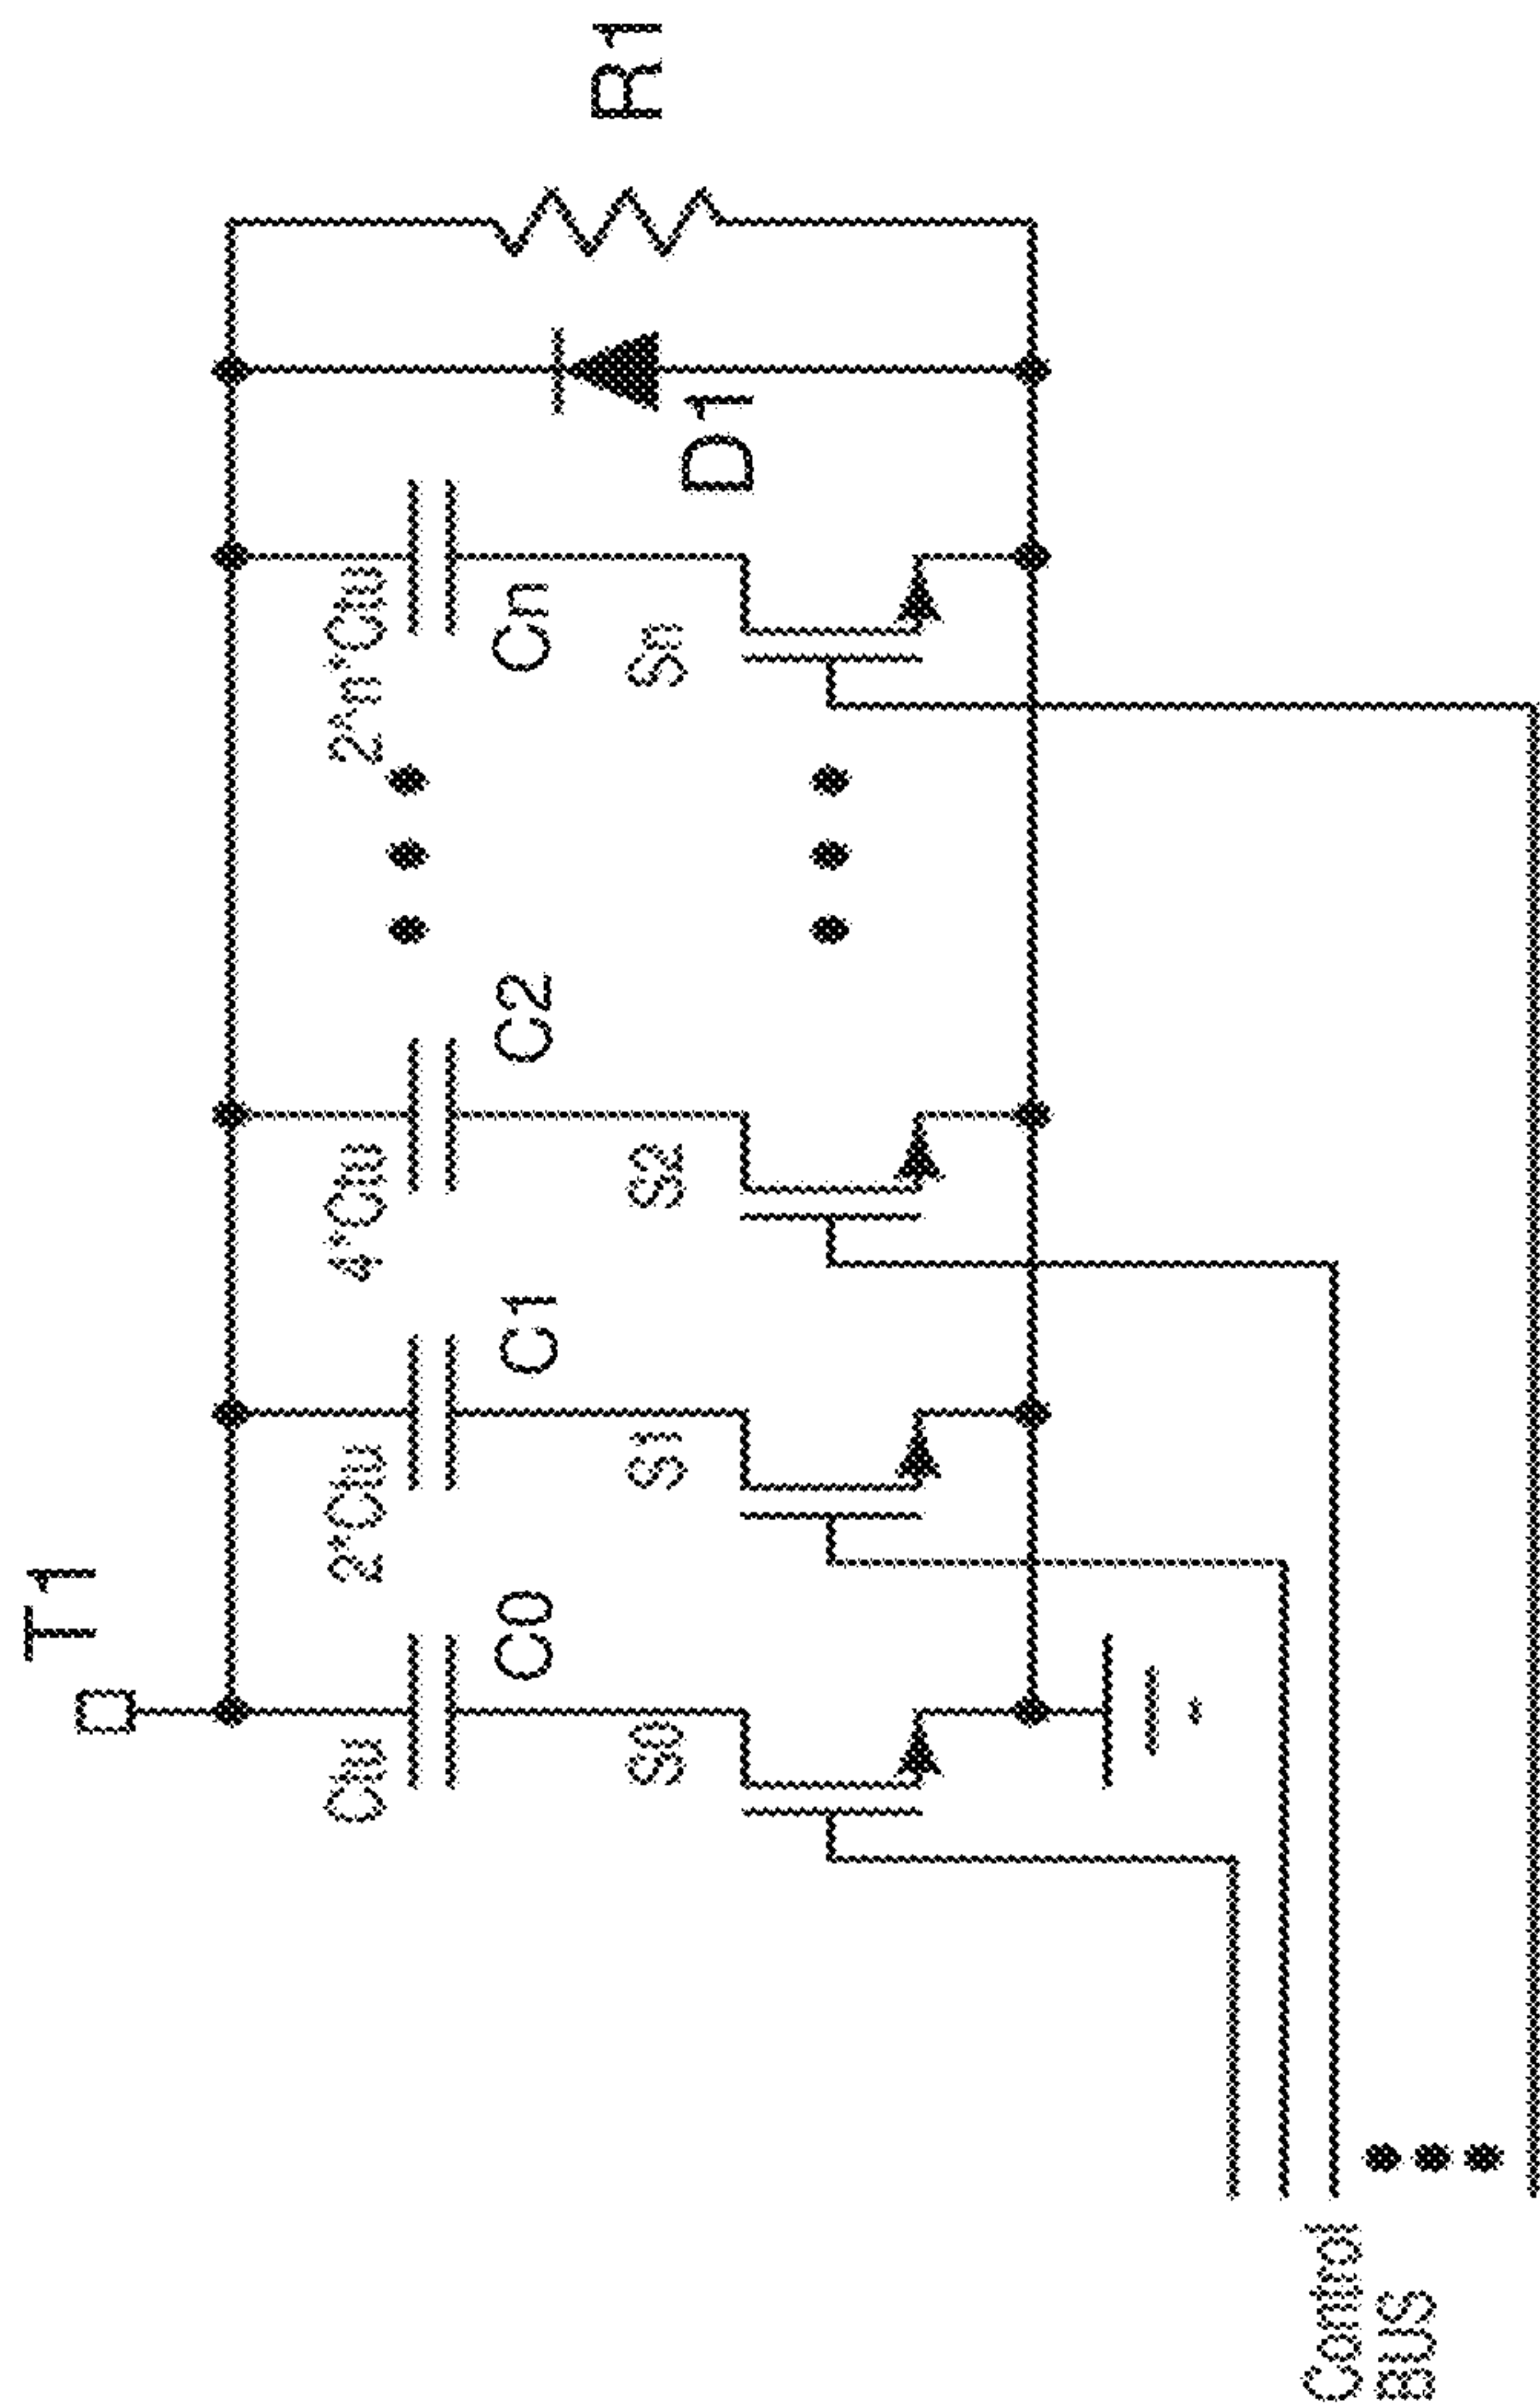 T1
Cu
2*Cu
4*Cu
2^n*Cu
C0
C1
C2
Cn
S0
S1
S2
Sn
D1
R1
Control
BUS